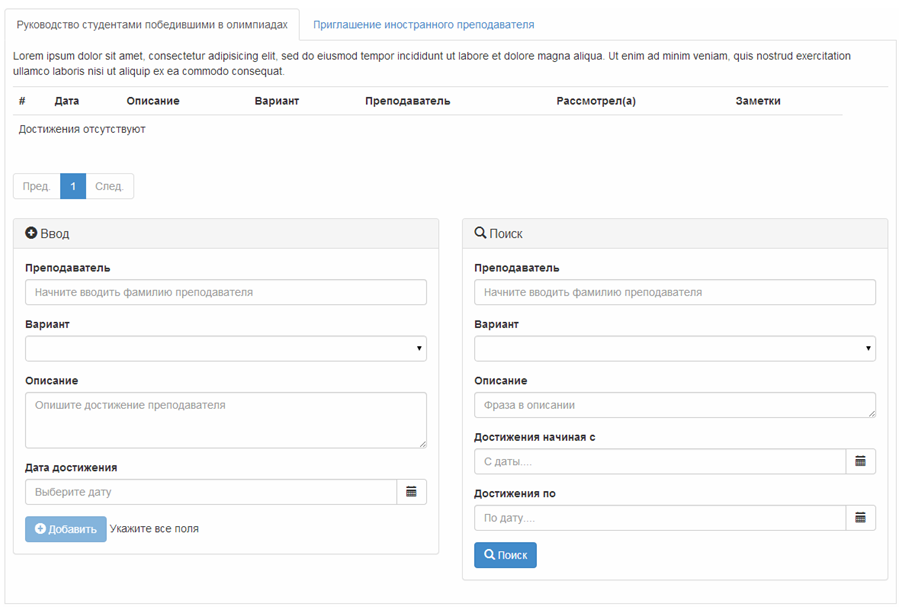 Руководство студентами победившими в олимпиадах
Приглашение иностранного преподавателя
Lorem ipsum dolor sit amet, consectetur adipisicing elit, sed do eiusmod tempor incididunt ut labore et dolore magna aliqua. Ut enim ad minim veniam, quis nostrud exercitation
ullamco laboris nisi ut aliquip ex ea commodo consequat.
# Дата Описание Вариант Преподаватель Рассмотрел(а) Заметки
Достижения отсутствуют
Пред. 1 След.
Ввод
Преподаватель
Начните вводить фамилию преподавателя
Вариант
Описание
Опишите достижение преподавателя
Дата достижения
Выберите дату
Добавить Укажите все поля
Поиск
Преподаватель
Начните вводить фамилию преподавателя
Вариант
Описание
Фраза в описании
Достижения начиная с
С даты....
Достижения по
По дату....
Поиск